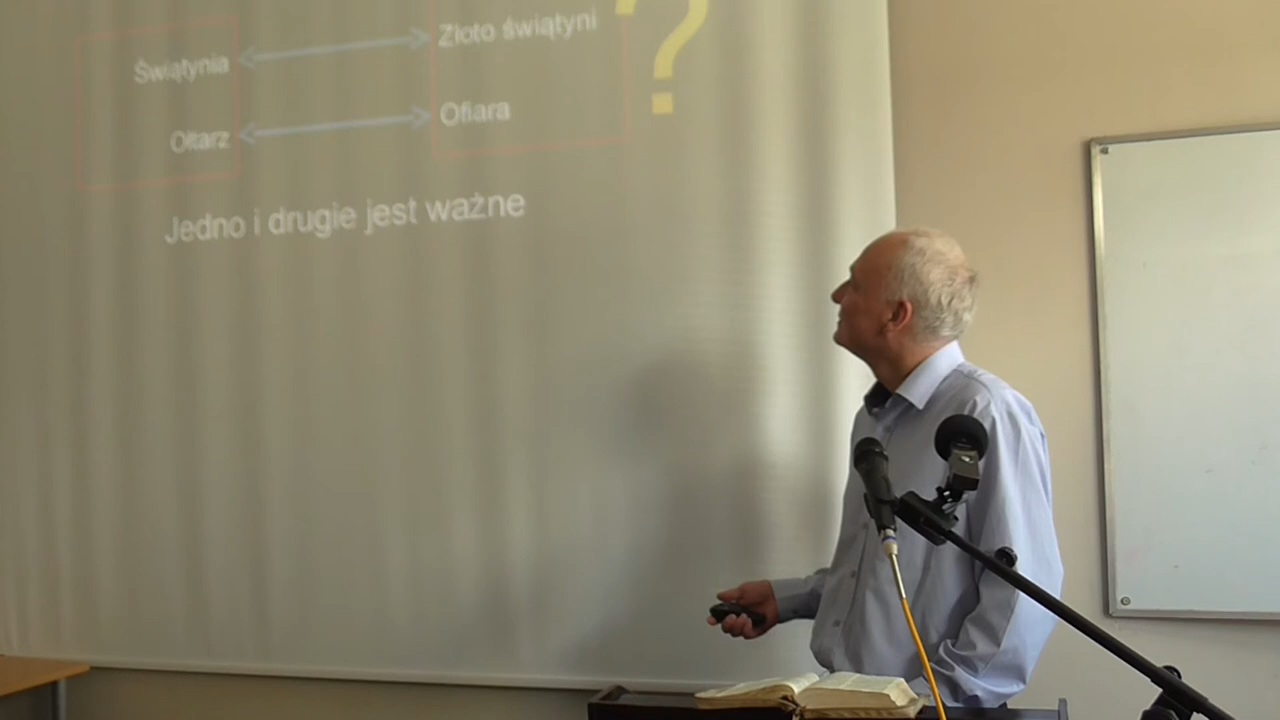 Świątynia Złoto świątyni ?
Ołtarz Ofiara
Jedno i drugie jest ważne